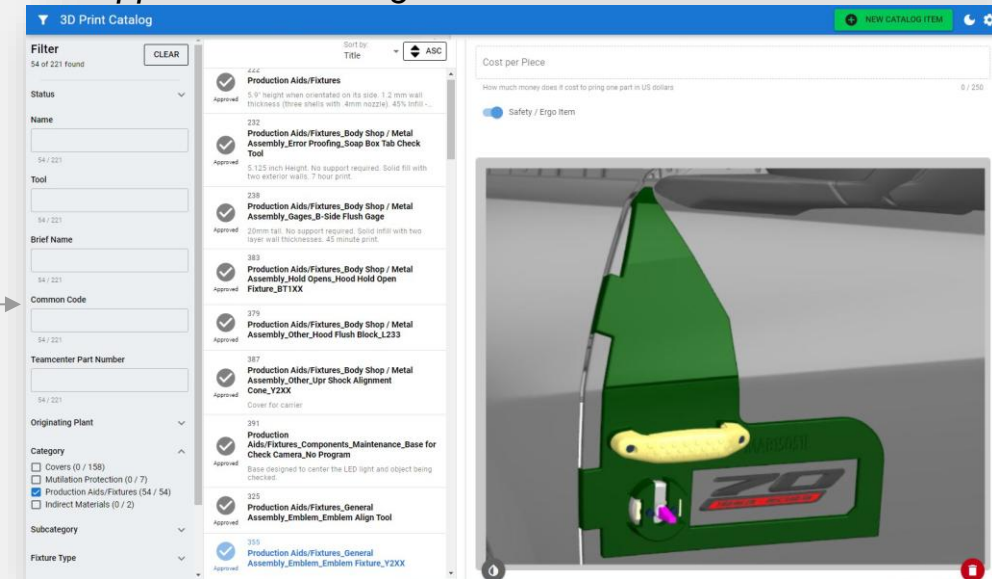 3D Print Catalog
NEW CATALOG ITEM
Filter
54 of 221 found
CLEAR
Status
Name
54 / 221
Tool
54 / 221
Brief Name
54 / 221
Common Code
54 / 221
Teamcenter Part Number
54 / 221
Originating Plant
Category
Covers (0 / 158)
Mutilation Protection (0 / 7)
Production Aids/Fixtures (54 / 54)
Indirect Materials (0 / 2)
Subcategory
Fixture Type
Sort by:
Title
ASC
222
Production Aids/Fixtures
5.9" height when orientated on its side. 1.2 mm wall
thickness (three shells with .4mm nozzle). 45% Infill -..
Approved
232
Production Aids/Fixtures_Body Shop / Metal
Assembly_Error Proofing_Soap Box Tab Check
Tool
5.125 inch Height. No support required. Solid fill with
two exterior walls. 7 hour print.
Approved
238
Production Aids/Fixtures_Body Shop / Metal
Assembly_Gages_B-Side Flush Gage
20mm tall. No support required. Solid infill with two
layer wall thicknesses. 45 minute print.
Approved
383
Production Aids/Fixtures_Body Shop / Metal
Assembly_Hold Opens_Hood Hold Open
Fixture_BT1XX
Approved
379
Production Aids/Fixtures_Body Shop / Metal
Assembly_Other_Hood Flush Block_L233
Approved
387
Production Aids/Fixtures_Body Shop / Metal
Assembly_Other_Upr Shock Alignment
Cone_Y2XX
Cover for carrier
Approved
391
Production
Aids/Fixtures_Components_Maintenance_Base for
Check Camera_No Program
Base designed to center the LED light and object being
checked.
Approved
325
Production Aids/Fixtures_General
Assembly_Emblem_Emblem Align Tool
Approved
355
Production Aids/Fixtures_General
Assembly_Emblem_Emblem Fixture_Y2XX
Approved
Cost per Piece
How much money does it cost to pring one part in US dollars
0 / 250
Safety / Ergo Item